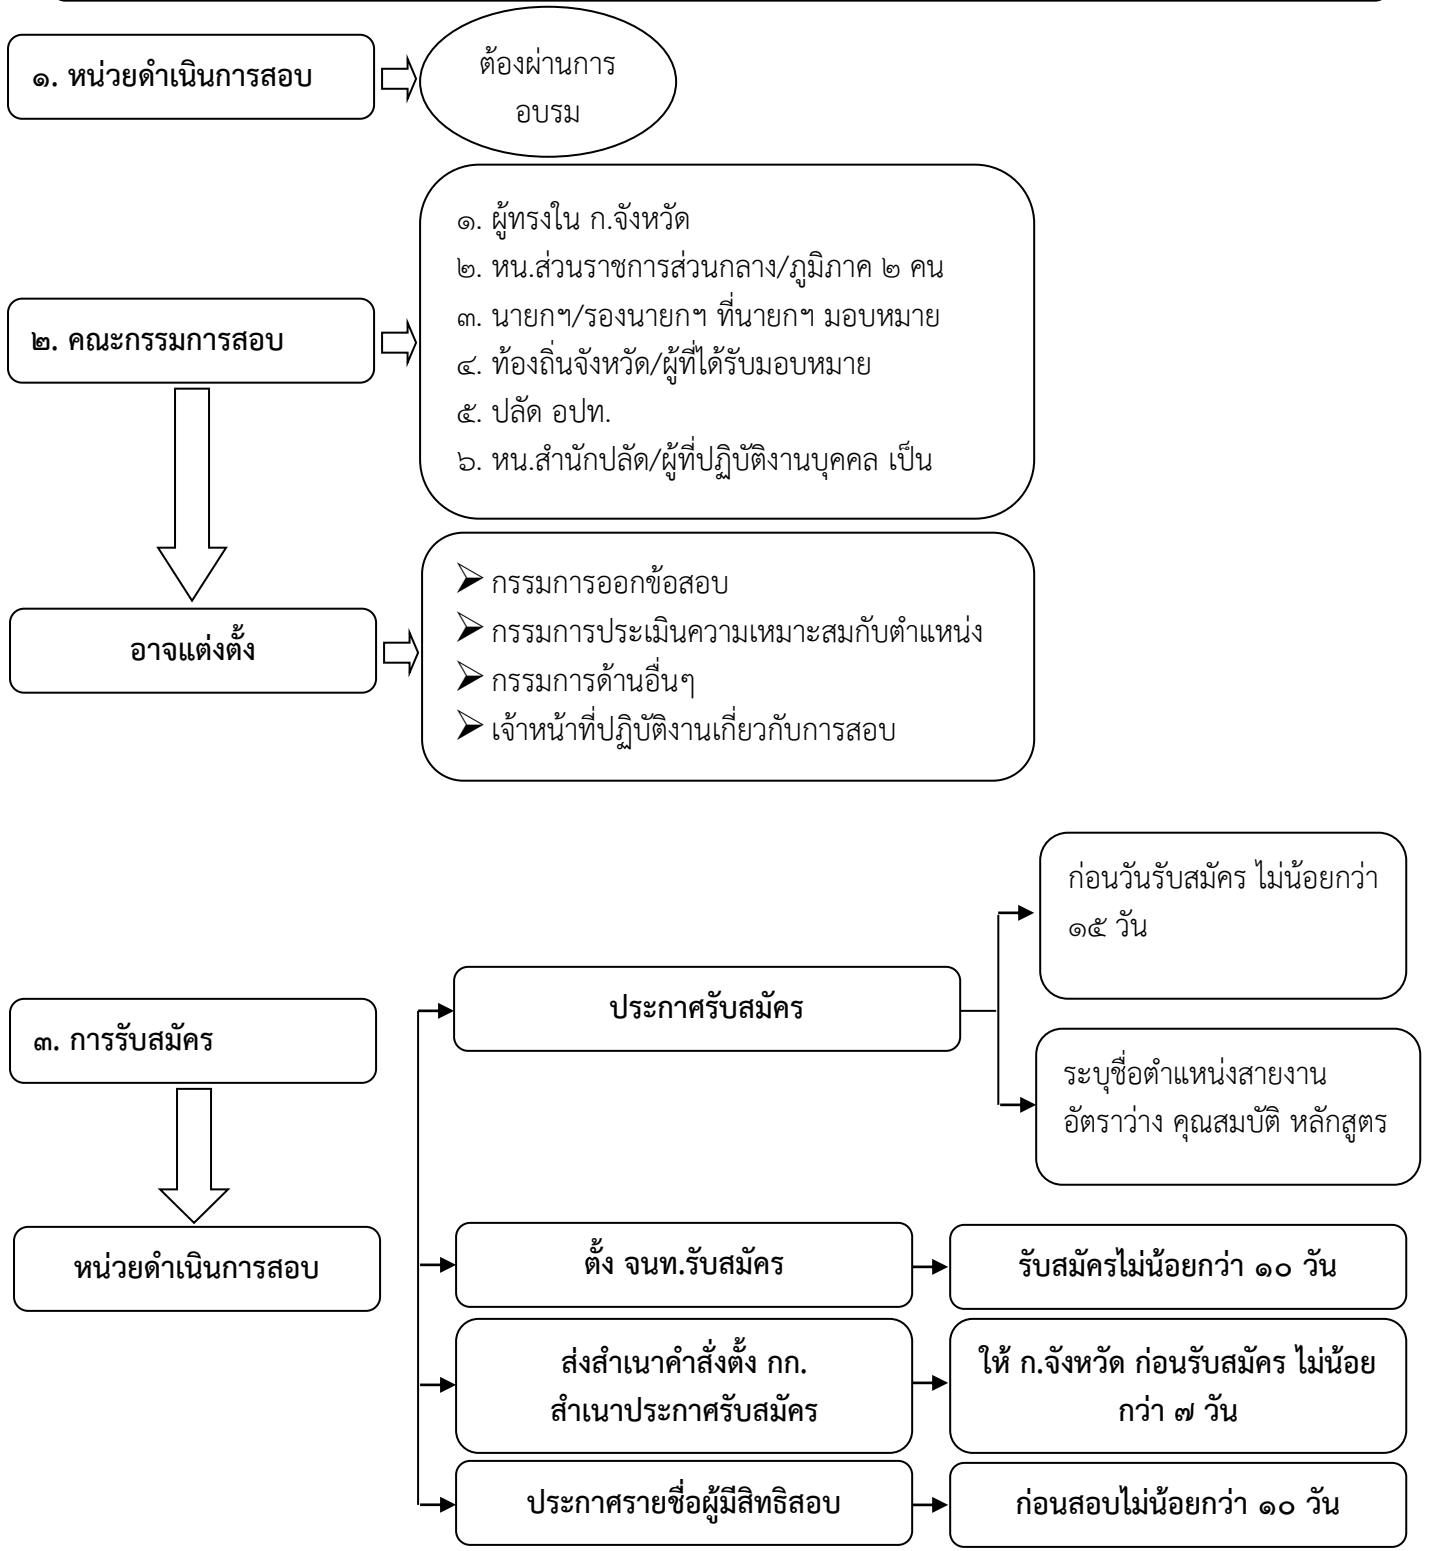 ๑. หน่วยดำเนินการสอบ
ต้องผ่านการ
อบรม
๒. คณะกรรมการสอบ
๑. ผู้ทรงใน ก.จังหวัด
๒. หน.ส่วนราชการส่วนกลาง/ภูมิภาค ๒ คน
๓. นายกฯ/รองนายกฯ ที่นายกฯ มอบหมาย
๔. ท้องถิ่นจังหวัด/ผู้ที่ได้รับมอบหมาย
๕. ปลัด อปท.
๖. หน.สำนักปลัด/ผู้ที่ปฏิบัติงานบุคคล เป็น
อาจแต่งตั้ง
➢ กรรมการออกข้อสอบ
➢ กรรมการประเมินความเหมาะสมกับตำแหน่ง
➢ กรรมการด้านอื่นๆ
➢ เจ้าหน้าที่ปฏิบัติงานเกี่ยวกับการสอบ
๓. การรับสมัคร
หน่วยดำเนินการสอบ
ประกาศรับสมัคร
ก่อนวันรับสมัคร ไม่น้อยกว่า
๑๕ วัน
ระบุชื่อตำแหน่งสายงาน
อัตราว่าง คุณสมบัติ หลักสูตร
ตั้ง จนท.รับสมัคร
รับสมัครไม่น้อยกว่า ๑๐ วัน
ส่งสำเนาคำสั่งตั้ง กก.
สำเนาประกาศรับสมัคร
ให้ ก.จังหวัด ก่อนรับสมัคร ไม่น้อย
กว่า ๗ วัน
ประกาศรายชื่อผู้มีสิทธิสอบ
ก่อนสอบไม่น้อยกว่า ๑๐ วัน